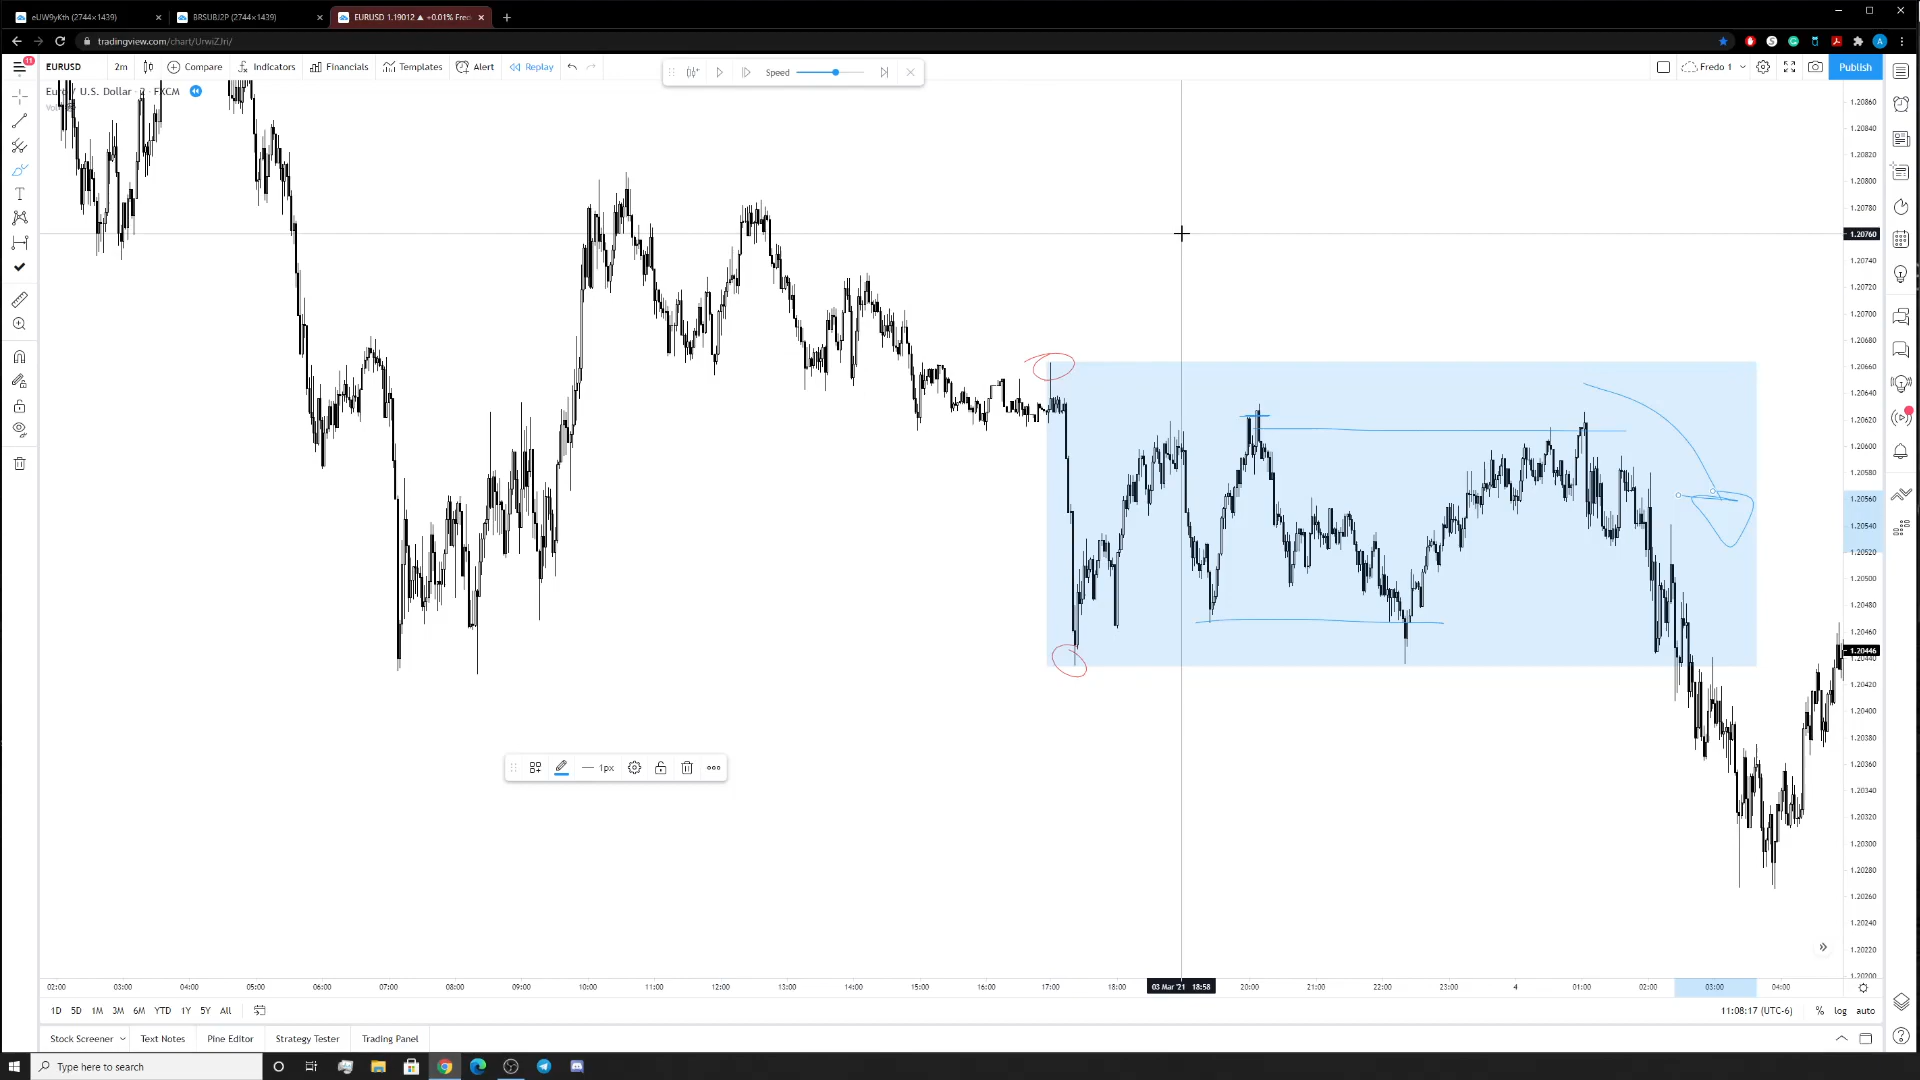 eUW9yKth (2744×1439)
BRSUBJ2P (2744×1439)
EURUSD 1.19012 ▲ +0.01% Fred
tradingview.com/chart/UrwiZJri/
11
EURUSD
2m
Compare
Indicators
Financials
Templates
Alert
Replay
Speed
Fredo 1
Publish
Euro / U.S. Dollar · 2 · FXCM
1.20860
1.20840
1.20820
1.20800
1.20780
1.20760
1.20740
1.20720
1.20700
1.20680
1.20660
1.20640
1.20620
1.20600
1.20580
1.20560
1.20540
1.20520
1.20500
1.20480
1.20460
1.20446
1.20440
1.20420
1.20400
1.20380
1.20360
1.20340
1.20320
1.20300
1.20280
1.20260
1.20240
1.20220
1.20200
1px
02:00
03:00
04:00
05:00
06:00
07:00
08:00
09:00
10:00
11:00
12:00
13:00
14:00
15:00
16:00
17:00
18:00
03 Mar '21 18:58
20:00
21:00
22:00
23:00
4
01:00
02:00
03:00
04:00
1D 5D 1M 3M 6M YTD 1Y 5Y All
11:08:17 (UTC-6) % log auto
Stock Screener
Text Notes
Pine Editor
Strategy Tester
Trading Panel
Type here to search